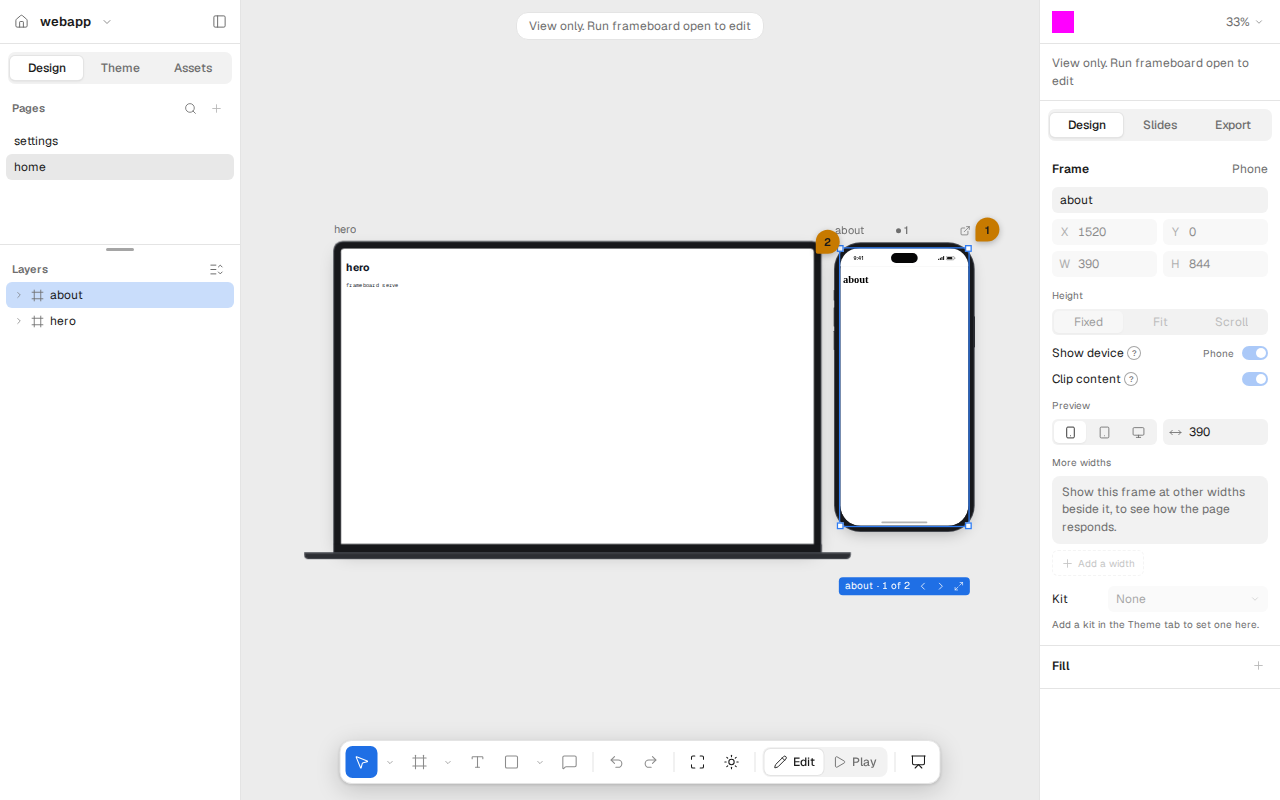 webapp
Design
Theme
Assets
Pages
settings
home
Layers
about
hero
View only. Run frameboard open to edit
hero
hero
frameboard serve
2
about
1
1
9:41
about
about · 1 of 2
Edit
Play
33%
View only. Run frameboard open to
edit
Design
Slides
Export
Frame
Phone
about
X 1520
Y 0
W 390
H 844
Height
Fixed
Fit
Scroll
Show device ?
Phone
Clip content ?
Preview
390
More widths
Show this frame at other widths
beside it, to see how the page
responds.
Add a width
Kit
None
Add a kit in the Theme tab to set one here.
Fill